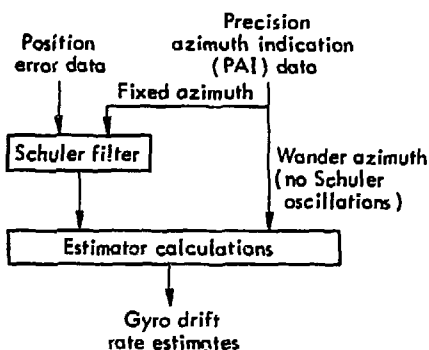 Position
error data
Precision
azimuth indication
(PAI) data
Fixed azimuth
Schuler filter
Wander azimuth
(no Schuler
oscillations)
Estimator calculations
Gyro drift
rate estimates